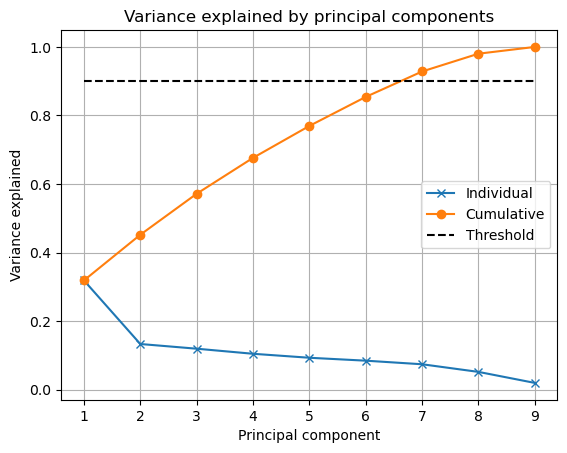 Variance explained by principal components
1.0
0.8
0.6
0.4
0.2
0.0
Variance explained
Individual
Cumulative
Threshold
1 2 3 4 5 6 7 8 9
Principal component